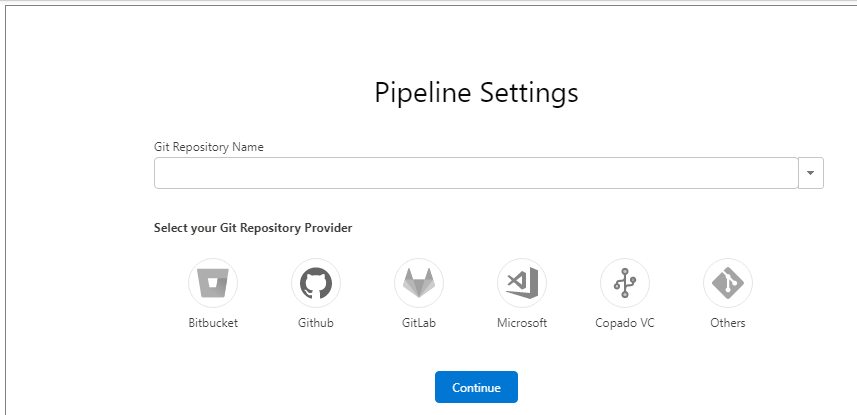 Pipeline Settings
Git Repository Name
Select your Git Repository Provider
Bitbucket Github GitLab Microsoft Copado VC Others
Continue